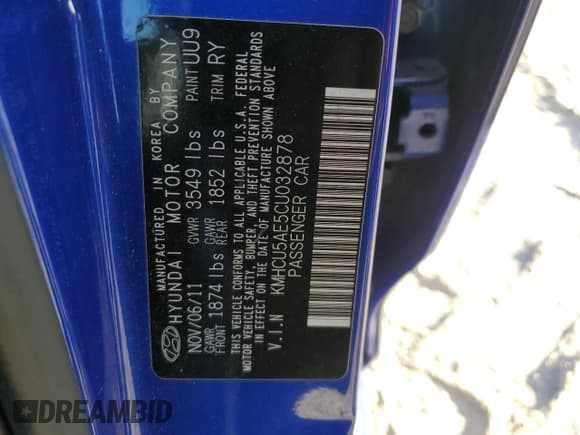 MANUFACTURED IN KOREA BY
HYUNDAI MOTOR COMPANY
NOV/06/11 GVWR 3549 lbs PAINT UU9
GAWR FRONT 1874 lbs GAWR REAR 1852 lbs TRIM RY
THIS VEHICLE CONFORMS TO ALL APPLICABLE U.S.A. FEDERAL
MOTOR VEHICLE SAFETY, BUMPER, AND THEFT PREVENTION STANDARDS
IN EFFECT ON THE DATE OF MANUFACTURE SHOWN ABOVE
V.I.N KMHCU5AE5CU032878
PASSENGER CAR
DREAMBID